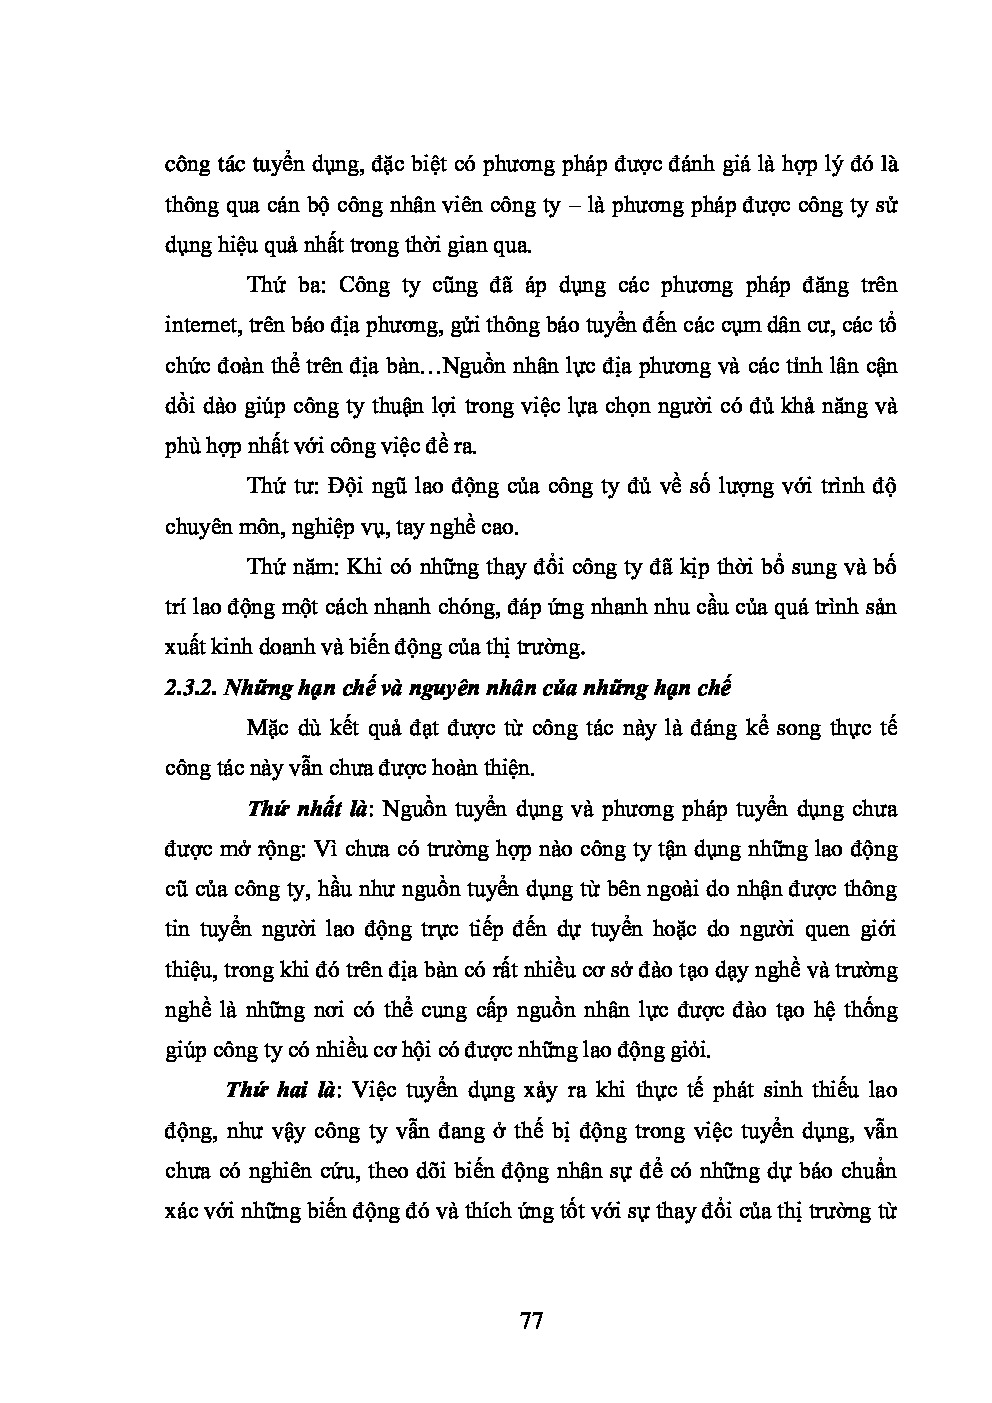 công tác tuyển dụng, đặc biệt có phương pháp được đánh giá là hợp lý đó là
thông qua cán bộ công nhân viên công ty – là phương pháp được công ty sử
dụng hiệu quả nhất trong thời gian qua.
Thứ ba: Công ty cũng đã áp dụng các phương pháp đăng trên
internet, trên báo địa phương, gửi thông báo tuyển đến các cụm dân cư, các tổ
chức đoàn thể trên địa bàn…Nguồn nhân lực địa phương và các tỉnh lân cận
dồi dào giúp công ty thuận lợi trong việc lựa chọn người có đủ khả năng và
phù hợp nhất với công việc đề ra.
Thứ tư: Đội ngũ lao động của công ty đủ về số lượng với trình độ
chuyên môn, nghiệp vụ, tay nghề cao.
Thứ năm: Khi có những thay đổi công ty đã kịp thời bổ sung và bố
trí lao động một cách nhanh chóng, đáp ứng nhanh nhu cầu của quá trình sản
xuất kinh doanh và biến động của thị trường.
2.3.2. Những hạn chế và nguyên nhân của những hạn chế
Mặc dù kết quả đạt được từ công tác này là đáng kể song thực tế
công tác này vẫn chưa được hoàn thiện.
Thứ nhất là: Nguồn tuyển dụng và phương pháp tuyển dụng chưa
được mở rộng: Vì chưa có trường hợp nào công ty tận dụng những lao động
cũ của công ty, hầu như nguồn tuyển dụng từ bên ngoài do nhận được thông
tin tuyển người lao động trực tiếp đến dự tuyển hoặc do người quen giới
thiệu, trong khi đó trên địa bàn có rất nhiều cơ sở đào tạo dạy nghề và trường
nghề là những nơi có thể cung cấp nguồn nhân lực được đào tạo hệ thống
giúp công ty có nhiều cơ hội có được những lao động giỏi.
Thứ hai là: Việc tuyển dụng xảy ra khi thực tế phát sinh thiếu lao
động, như vậy công ty vẫn đang ở thế bị động trong việc tuyển dụng, vẫn
chưa có nghiên cứu, theo dõi biến động nhân sự để có những dự báo chuẩn
xác với những biến động đó và thích ứng tốt với sự thay đổi của thị trường từ
77